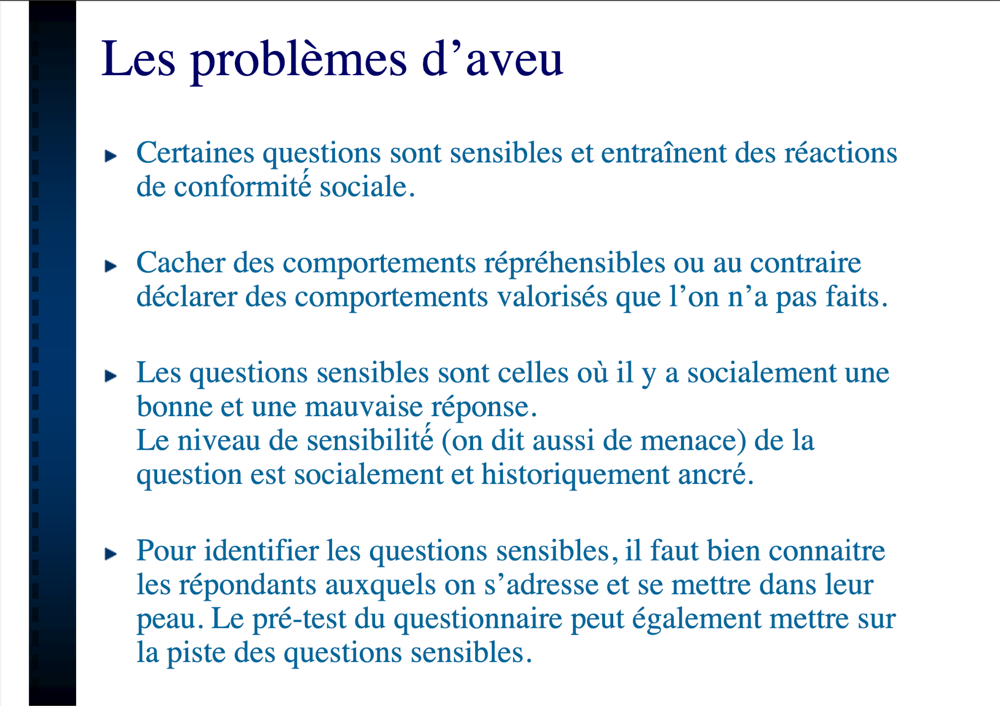 Les problèmes d’aveu
Certaines questions sont sensibles et entraînent des réactions
de conformité́ sociale.
Cacher des comportements répréhensibles ou au contraire
déclarer des comportements valorisés que l’on n’a pas faits.
Les questions sensibles sont celles où il y a socialement une
bonne et une mauvaise réponse.
Le niveau de sensibilité́ (on dit aussi de menace) de la
question est socialement et historiquement ancré.
Pour identifier les questions sensibles, il faut bien connaitre
les répondants auxquels on s’adresse et se mettre dans leur
peau. Le pré-test du questionnaire peut également mettre sur
la piste des questions sensibles.